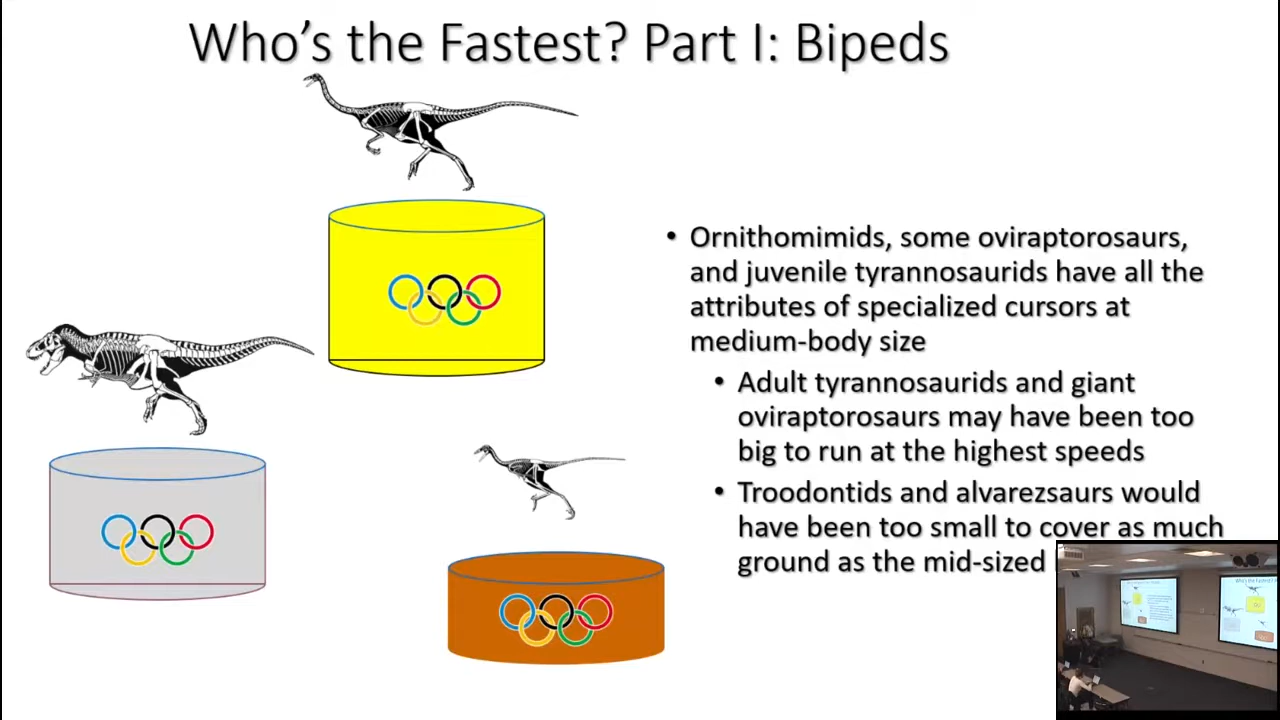 Who's the Fastest? Part I: Bipeds
• Ornithomimids, some oviraptorosaurs,
and juvenile tyrannosaurids have all the
attributes of specialized cursors at
medium-body size
• Adult tyrannosaurids and giant
oviraptorosaurs may have been too
big to run at the highest speeds
• Troodontids and alvarezsaurs would
have been too small to cover as much
ground as the mid-sized